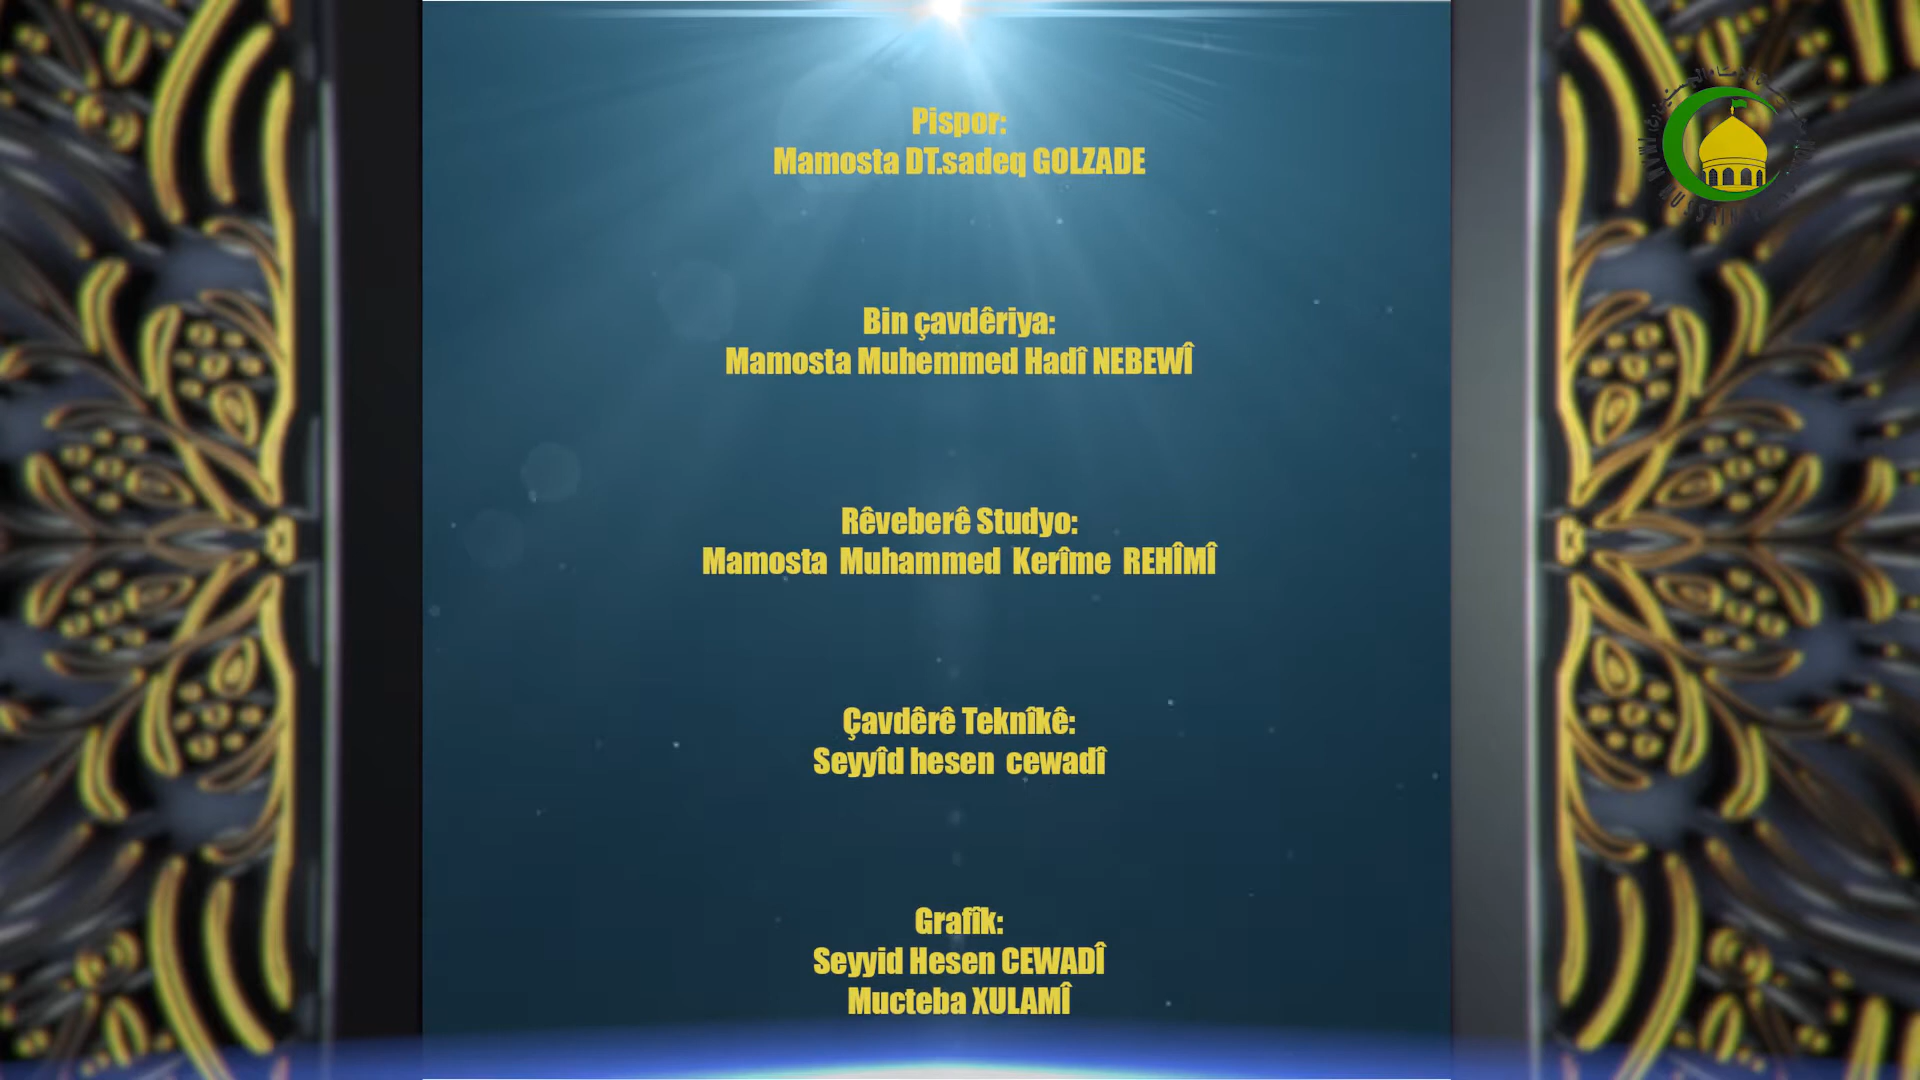 Pispor:
Mamosta DT.sadeq GOLZADE
Bin çavdêriya:
Mamosta Muhemmed Hadî NEBEWÎ
Rêveberê Studyo:
Mamosta Muhammed Kerîme REHÎMÎ
Çavdêrê Teknîkê:
Seyyîd hesen cewadî
Grafîk:
Seyyid Hesen CEWADÎ
Mucteba XULAMÎ